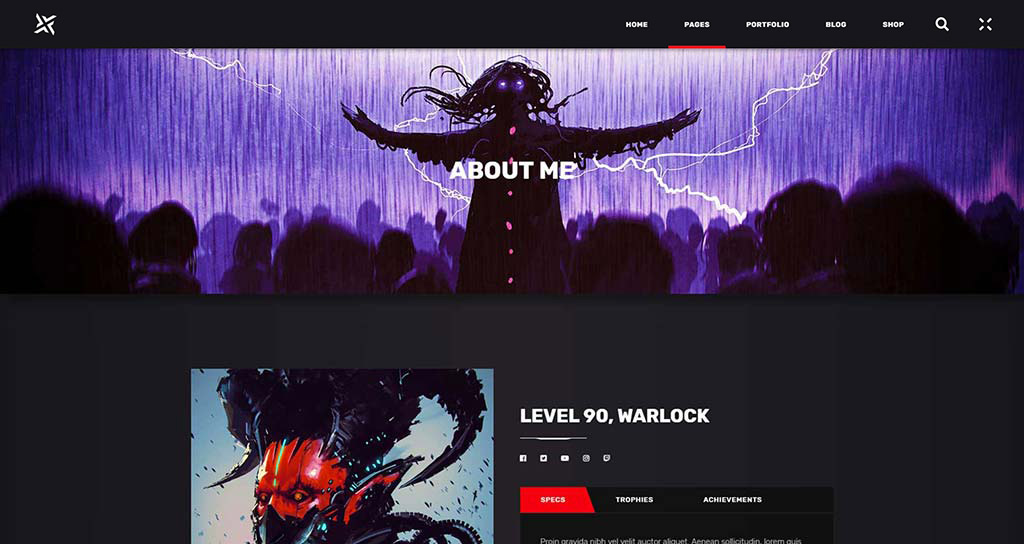 HOME PAGES PORTFOLIO BLOG SHOP
ABOUT ME
LEVEL 90, WARLOCK
SPECS TROPHIES ACHIEVEMENTS
Proin gravida nibh vel velit auctor aliquet. Aenean sollicitudin, lorem quis